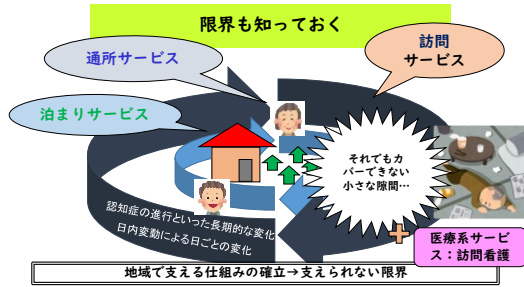 限界も知っておく
通所サービス
訪問
サービス
泊まりサービス
それでもカ
バーできない
小さな隙間…
認知症の進行といった長期的な変化
日内変動による日ごとの変化
医療系サービ
ス：訪問看護
地域で支える仕組みの確立→支えられない限界